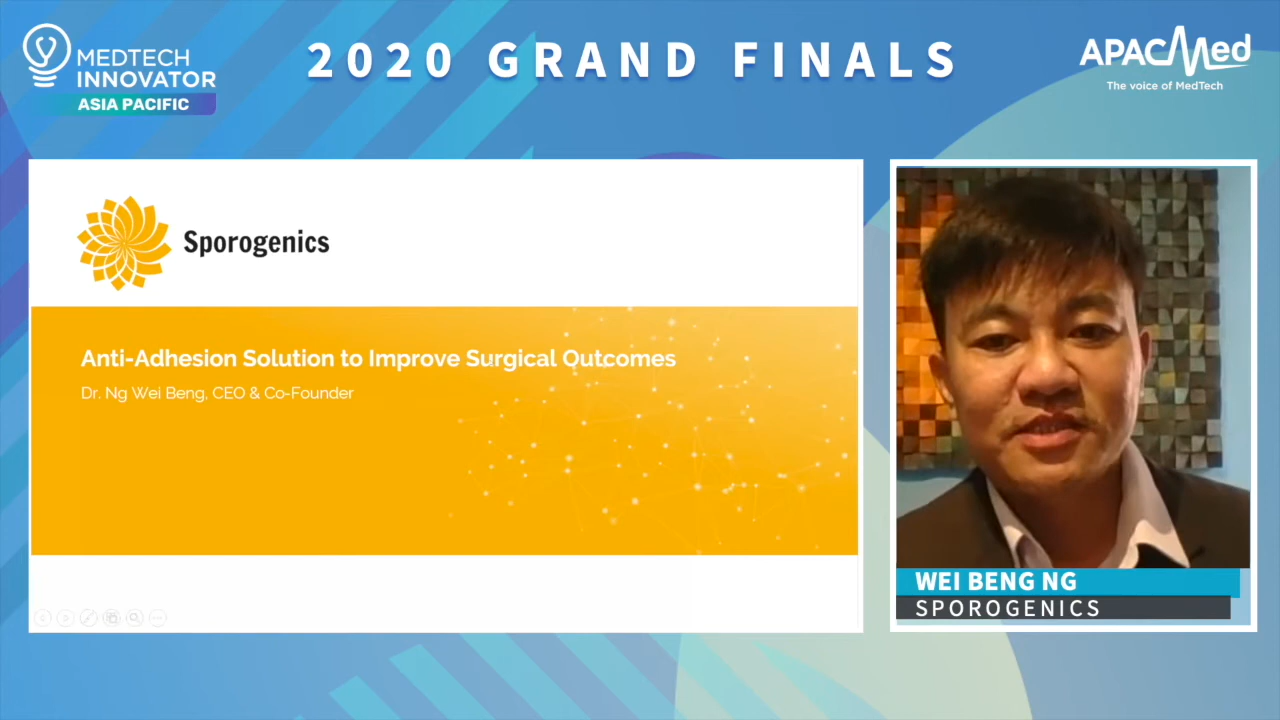 MEDTECH
INNOVATOR
ASIA PACIFIC
2020 GRAND FINALS
APACMed
The voice of MedTech
Sporogenics
Anti-Adhesion Solution to Improve Surgical Outcomes
Dr. Ng Wei Beng, CEO & Co-Founder
WEI BENG NG
SPOROGENICS